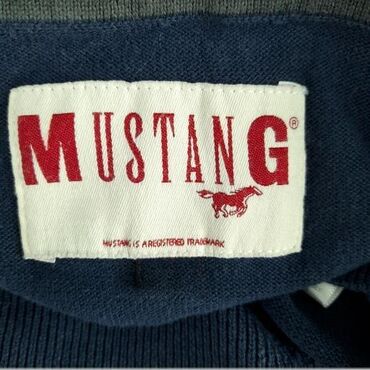 MUSTANG®
MUSTANG IS A REGISTERED TRADEMARK